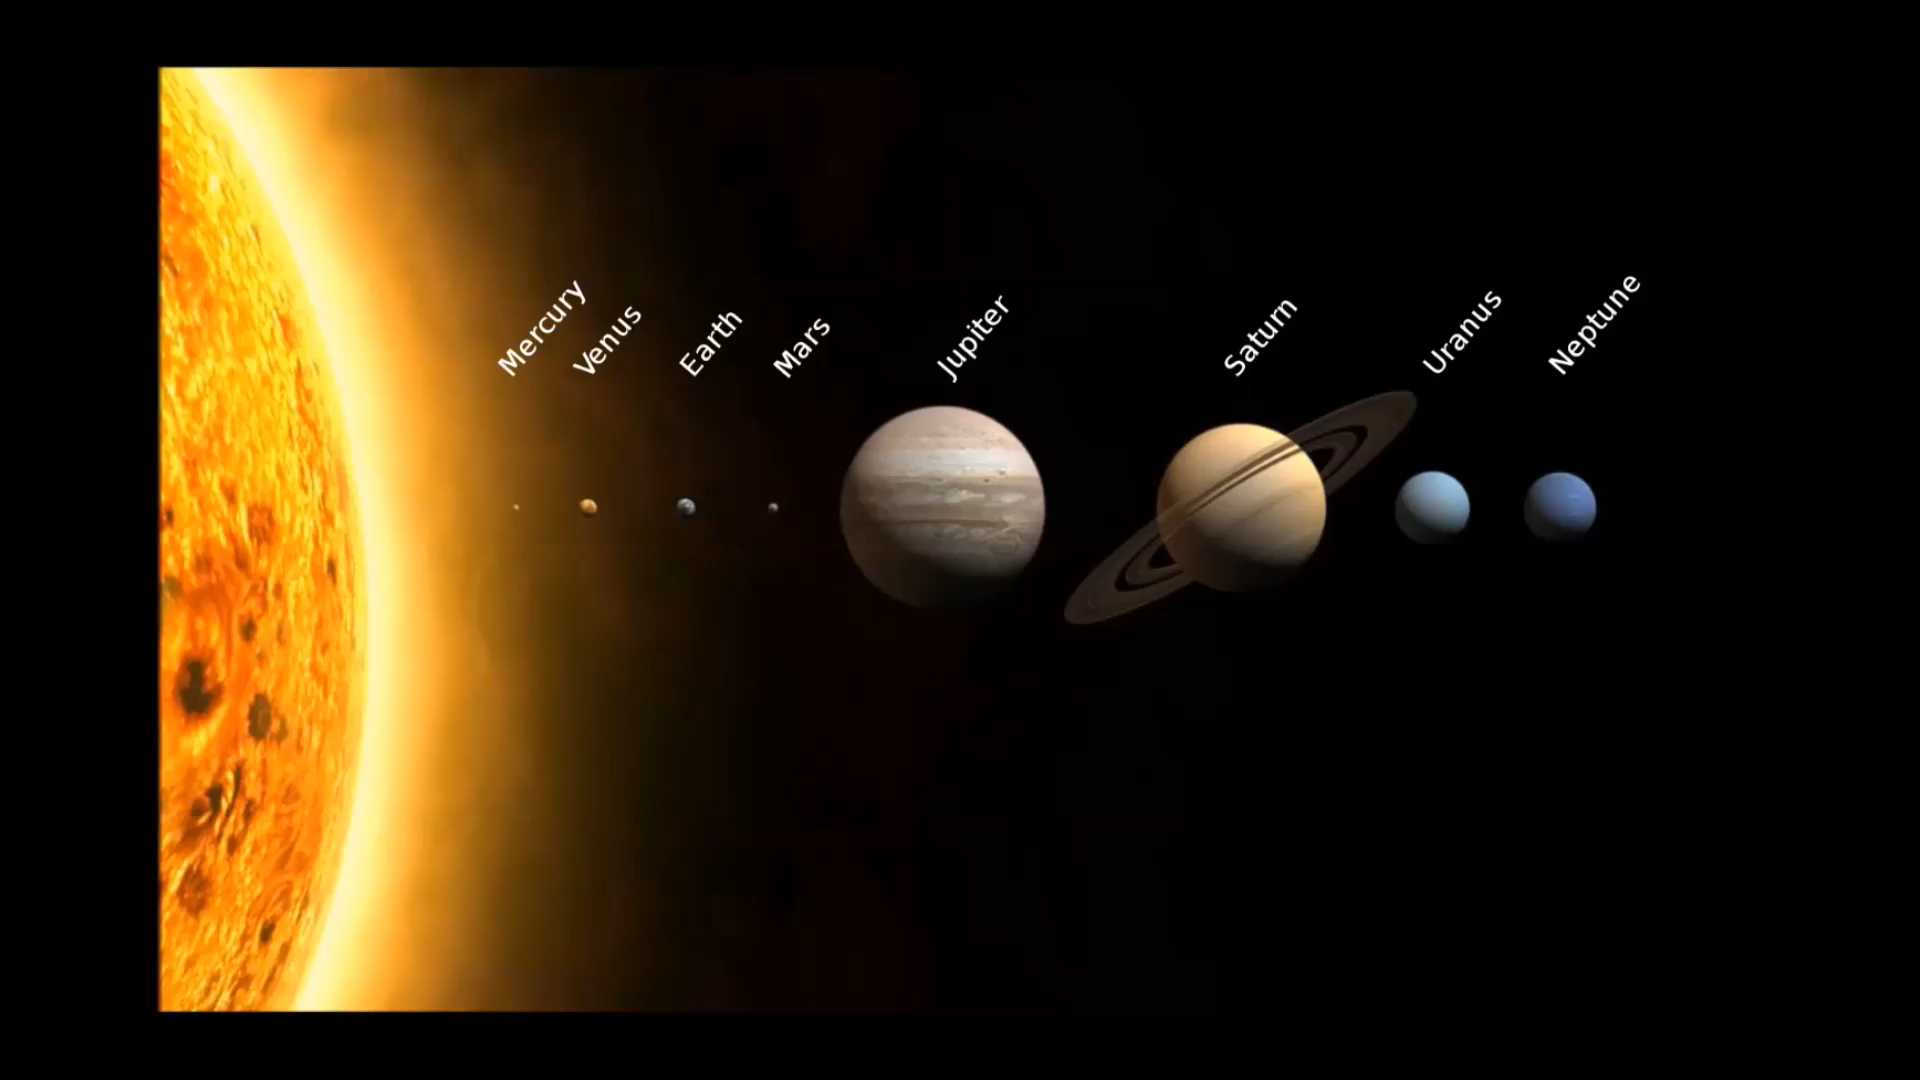 Mercury
Venus
Earth
Mars
Jupiter
Saturn
Uranus
Neptune